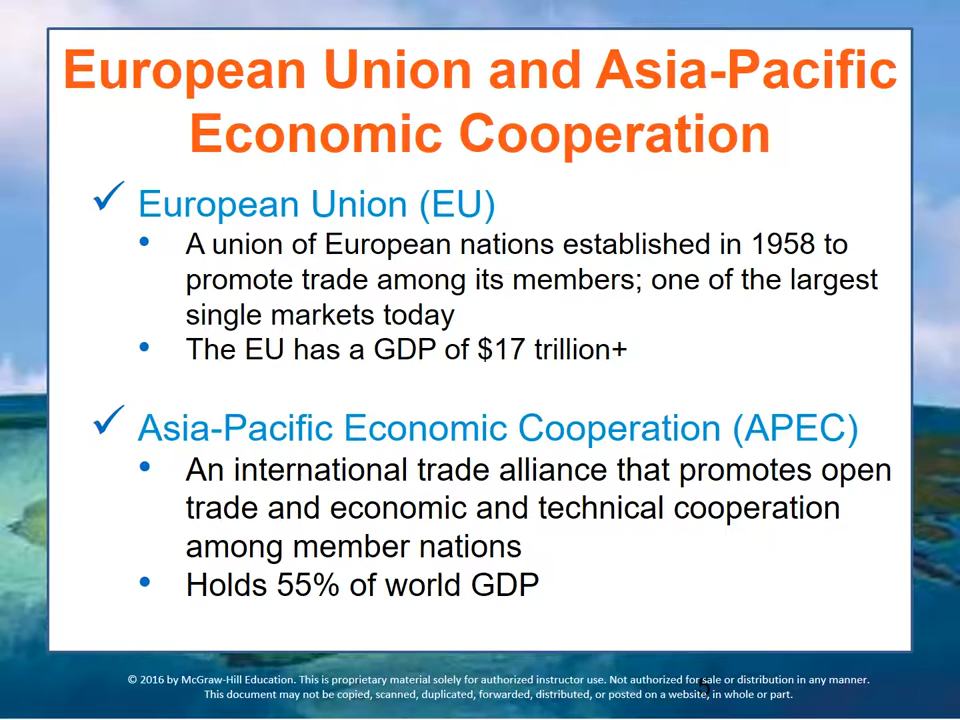 European Union and Asia-Pacific
Economic Cooperation
✓ European Union (EU)
• A union of European nations established in 1958 to
promote trade among its members; one of the largest
single markets today
• The EU has a GDP of $17 trillion+
✓ Asia-Pacific Economic Cooperation (APEC)
• An international trade alliance that promotes open
trade and economic and technical cooperation
among member nations
• Holds 55% of world GDP
© 2016 by McGraw-Hill Education. This is proprietary material solely for authorized instructor use. Not authorized for sale or distribution in any manner.
This document may not be copied, scanned, duplicated, forwarded, distributed, or posted on a website, in whole or part.
5